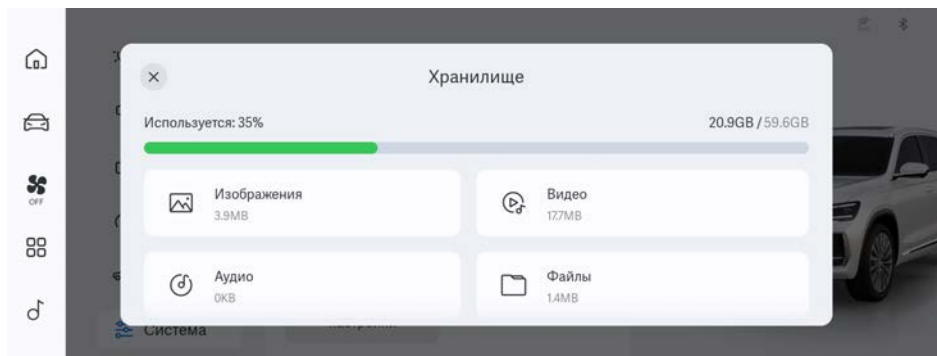 Хранилище
Используется: 35%
20.9GB / 59.6GB
Изображения
3.9MB
Видео
17.7MB
OFF
Аудио
0KB
Файлы
1.4MB
Система